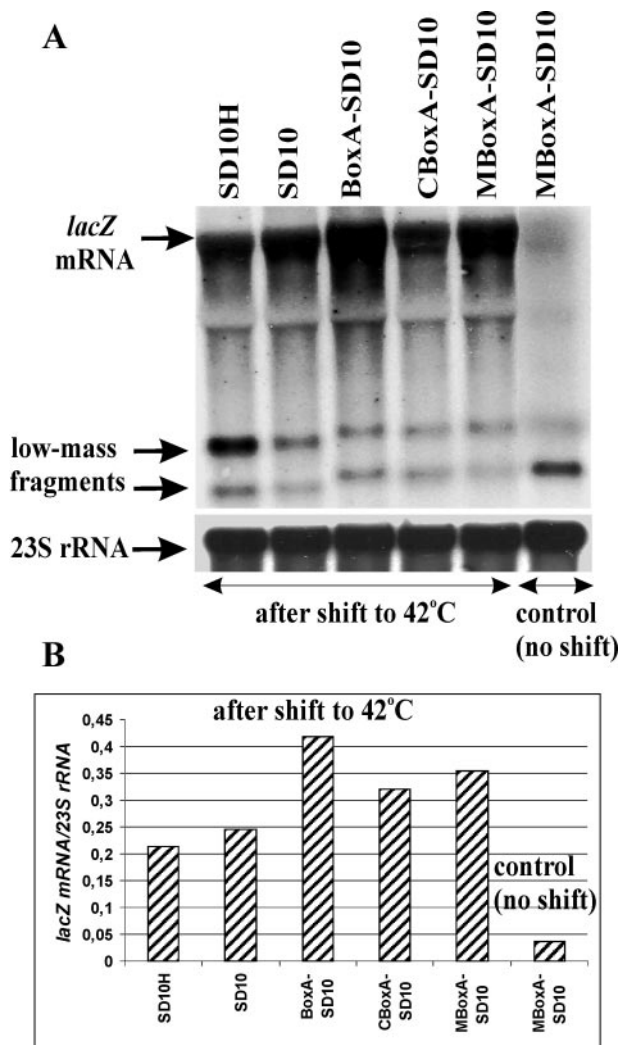 A
SD10H
SD10
BoxA-SD10
CBoxA-SD10
MBoxA-SD10
MBoxA-SD10
lacZ
mRNA
low-mass
fragments
23S rRNA
after shift to 42°C
control
(no shift)
B
after shift to 42°C
lacZ mRNA/23S rRNA
0,45
0,4
0,35
0,3
0,25
0,2
0,15
0,1
0,05
0
control
(no shift)
SD10H
SD10
BoxA-
SD10
CBoxA-
SD10
MBoxA-
SD10
MBoxA-
SD10